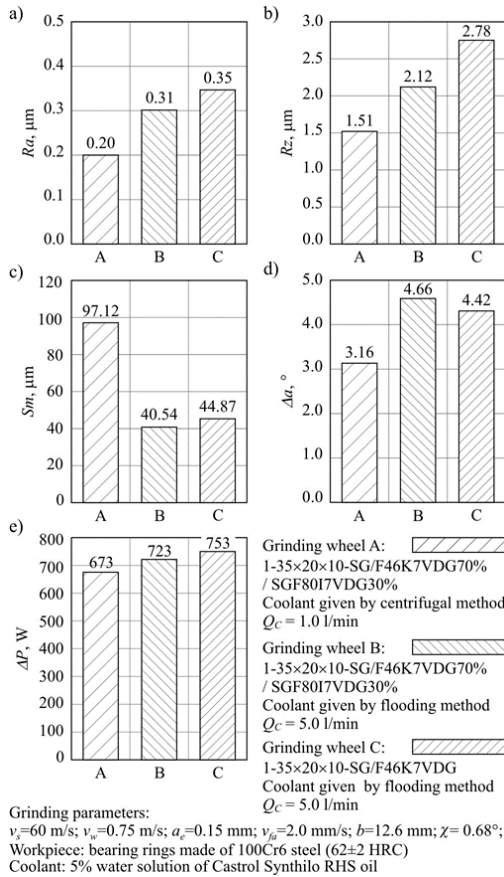 a)
0.5
0.4
0.3
0.2
0.1
0.0
Ra, μm
0.20
0.31
0.35
A B C
b)
3.0
2.5
2.0
1.5
1.0
0.5
0.0
Rz, μm
1.51
2.12
2.78
A B C
c)
120
100
80
60
40
20
0
Sm, μm
97.12
40.54
44.87
A B C
d)
5.0
4.0
3.0
2.0
1.0
0.0
Δa, °
3.16
4.66
4.42
A B C
e)
800
700
600
500
400
300
200
100
0
ΔP, W
673
723
753
A B C
Grinding wheel A:
1-35×20×10-SG/F46K7VDG70%
/ SGF80I7VDG30%
Coolant given by centrifugal method
QC = 1.0 l/min
Grinding wheel B:
1-35×20×10-SG/F46K7VDG70%
/ SGF80I7VDG30%
Coolant given by flooding method
QC = 5.0 l/min
Grinding wheel C:
1-35×20×10-SG/F46K7VDG
Coolant given by flooding method
QC = 5.0 l/min
Grinding parameters:
vs=60 m/s; vw=0.75 m/s; ae=0.15 mm; vfa=2.0 mm/s; b=12.6 mm; χ= 0.68°;
Workpiece: bearing rings made of 100Cr6 steel (62±2 HRC)
Coolant: 5% water solution of Castrol Synthilo RHS oil